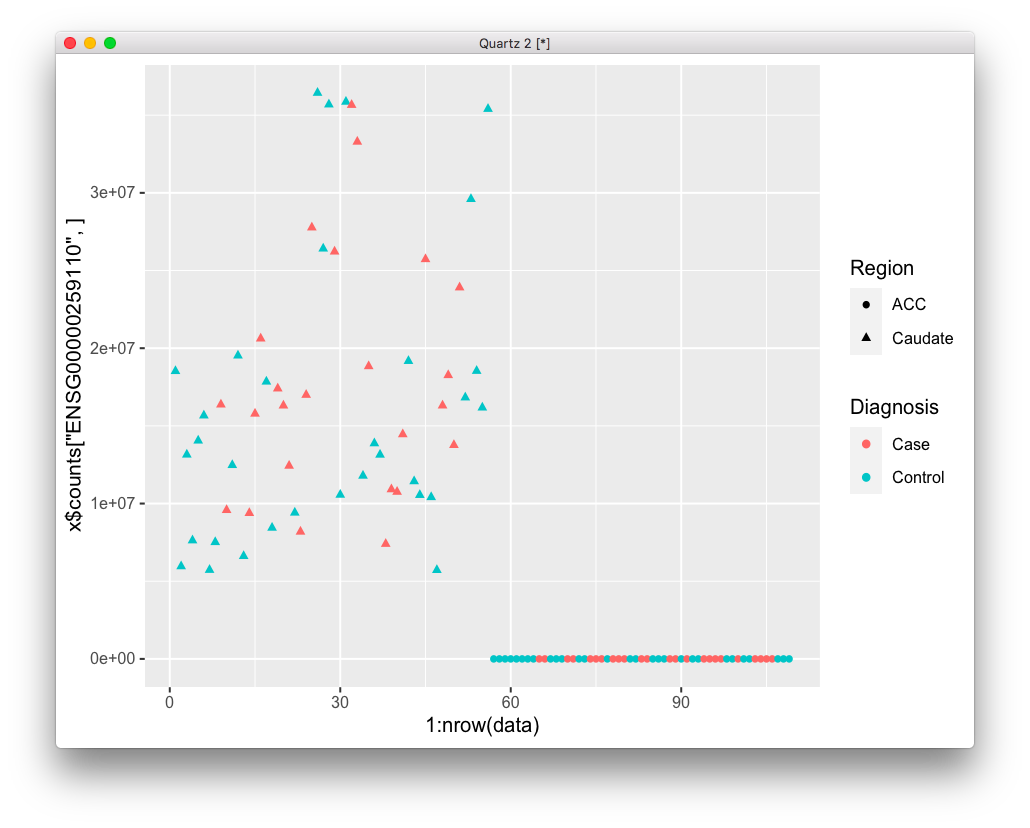 Quartz 2 [*]
x$counts["ENSG00000259110", ]
3e+07
2e+07
1e+07
0e+00
0
30
60
90
1:nrow(data)
Region
ACC
Caudate
Diagnosis
Case
Control